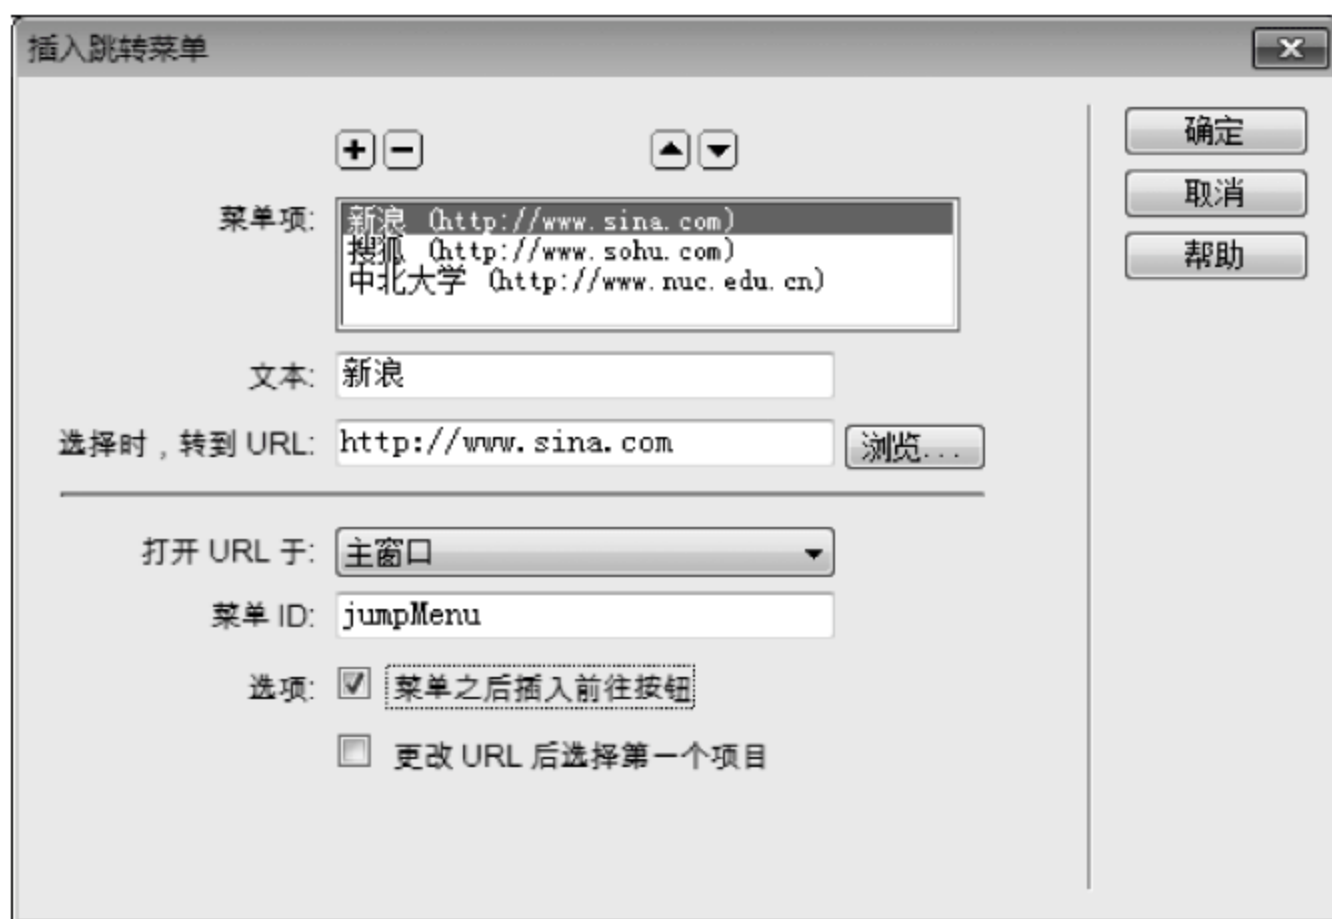 插入跳转菜单
确定
取消
帮助
菜单项:
新浪 (http://www.sina.com)
搜狐 (http://www.sohu.com)
中北大学 (http://www.nuc.edu.cn)
文本: 新浪
选择时，转到 URL: http://www.sina.com 浏览...
打开 URL 于: 主窗口
菜单 ID: jumpMenu
选项: 菜单之后插入前往按钮
更改 URL 后选择第一个项目